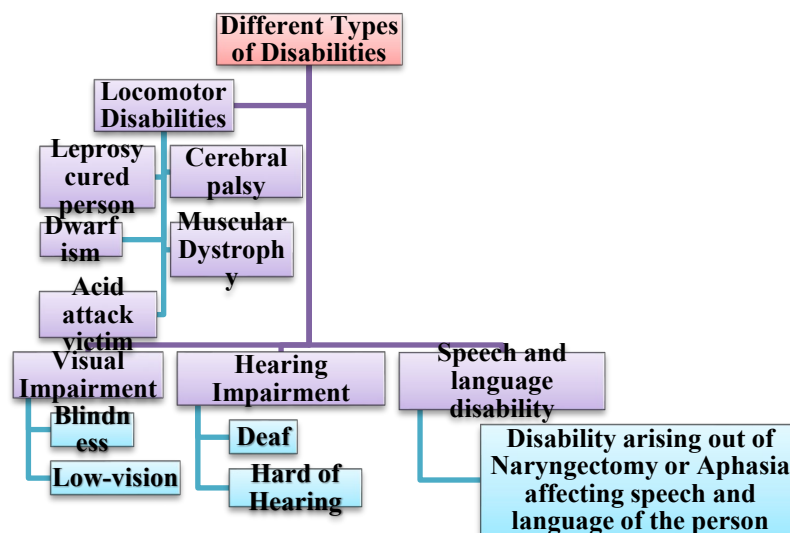 Different Types
of Disabilities
Locomotor
Disabilities
Leprosy
cured
person
Cerebral
palsy
Dwarf
ism
Muscular
Dystroph
y
Acid
attack
victim
Visual
Impairment
Blindn
ess
Low-vision
Hearing
Impairment
Deaf
Hard of
Hearing
Speech and
language
disability
Disability arising out of
Naryngectomy or Aphasia
affecting speech and
language of the person